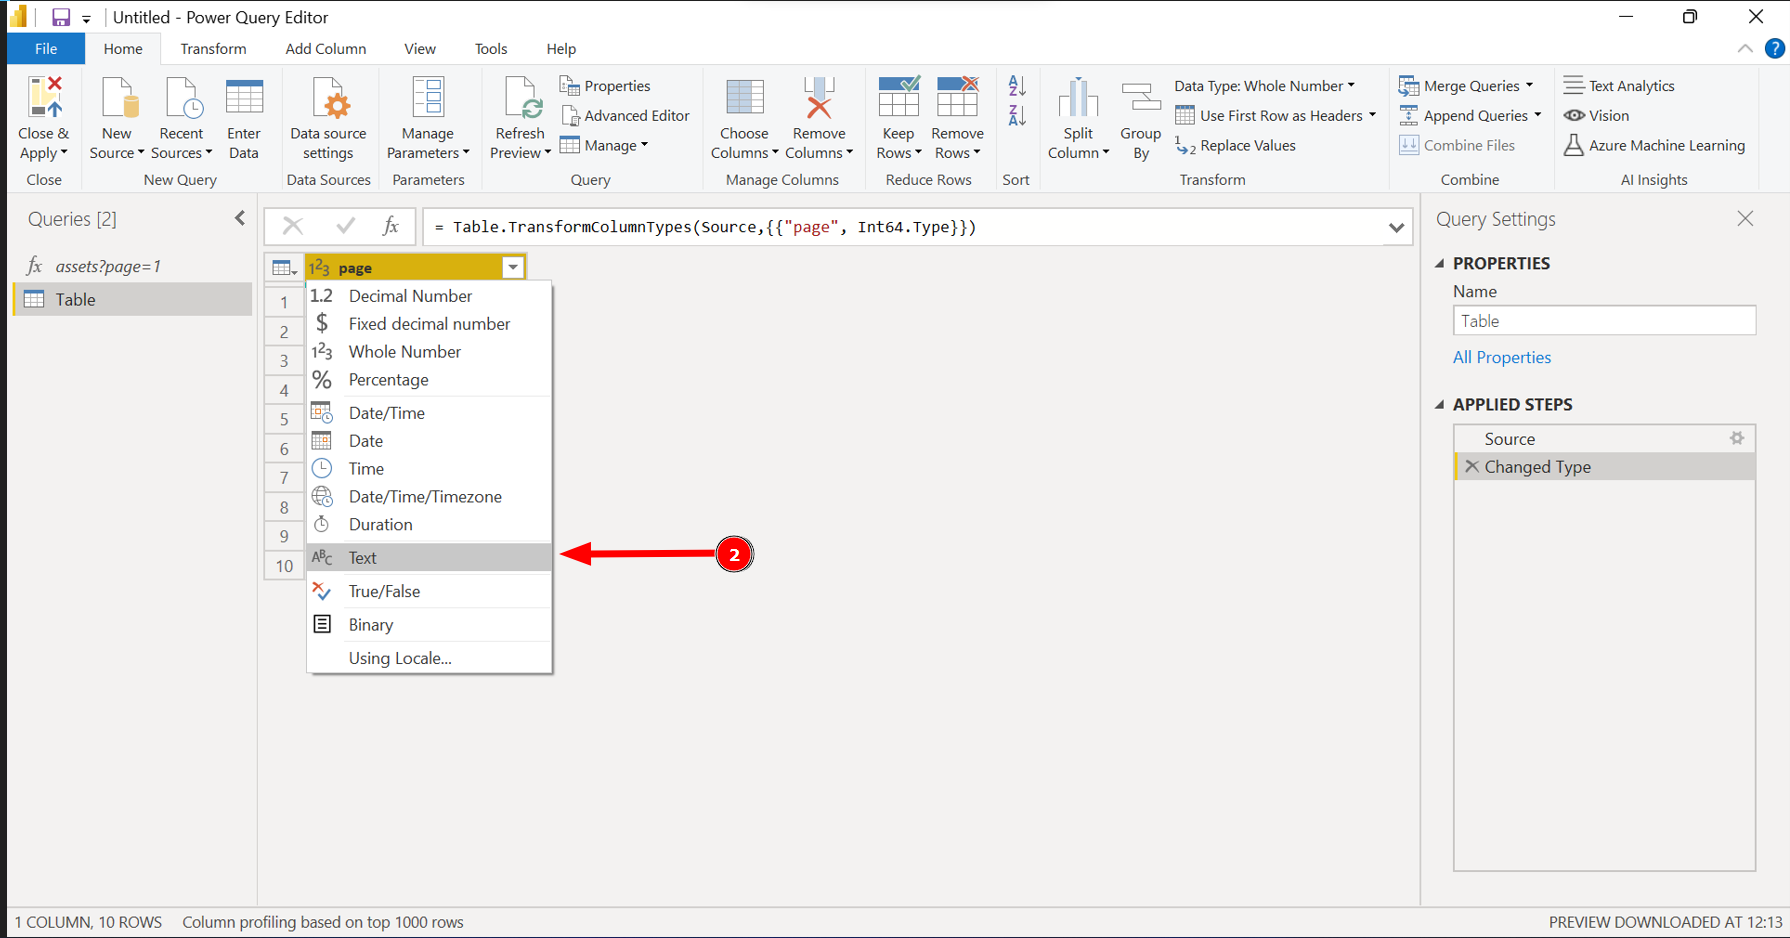 Untitled - Power Query Editor
File Home Transform Add Column View Tools Help
?
Close & Apply
Close
New Source
Recent Sources
Enter Data
New Query
Data source settings
Data Sources
Manage Parameters
Parameters
Refresh Preview
Properties
Advanced Editor
Manage
Query
Choose Columns
Remove Columns
Manage Columns
Keep Rows
Remove Rows
Reduce Rows
A
Z
Z
A
Sort
Split Column
Group By
Data Type: Whole Number
Use First Row as Headers
1
2 Replace Values
Transform
Merge Queries
Append Queries
Combine Files
Combine
Text Analytics
Vision
Azure Machine Learning
AI Insights
Queries [2]
fx assets?page=1
Table
fx = Table.TransformColumnTypes(Source,{{"page", Int64.Type}})
123 page
1
2
3
4
5
6
7
8
9
10
1.2 Decimal Number
$ Fixed decimal number
123 Whole Number
% Percentage
Date/Time
Date
Time
Date/Time/Timezone
Duration
ABC Text
True/False
Binary
Using Locale...
2
Query Settings
PROPERTIES
Name
Table
All Properties
APPLIED STEPS
Source
Changed Type
1 COLUMN, 10 ROWS Column profiling based on top 1000 rows
PREVIEW DOWNLOADED AT 12:13